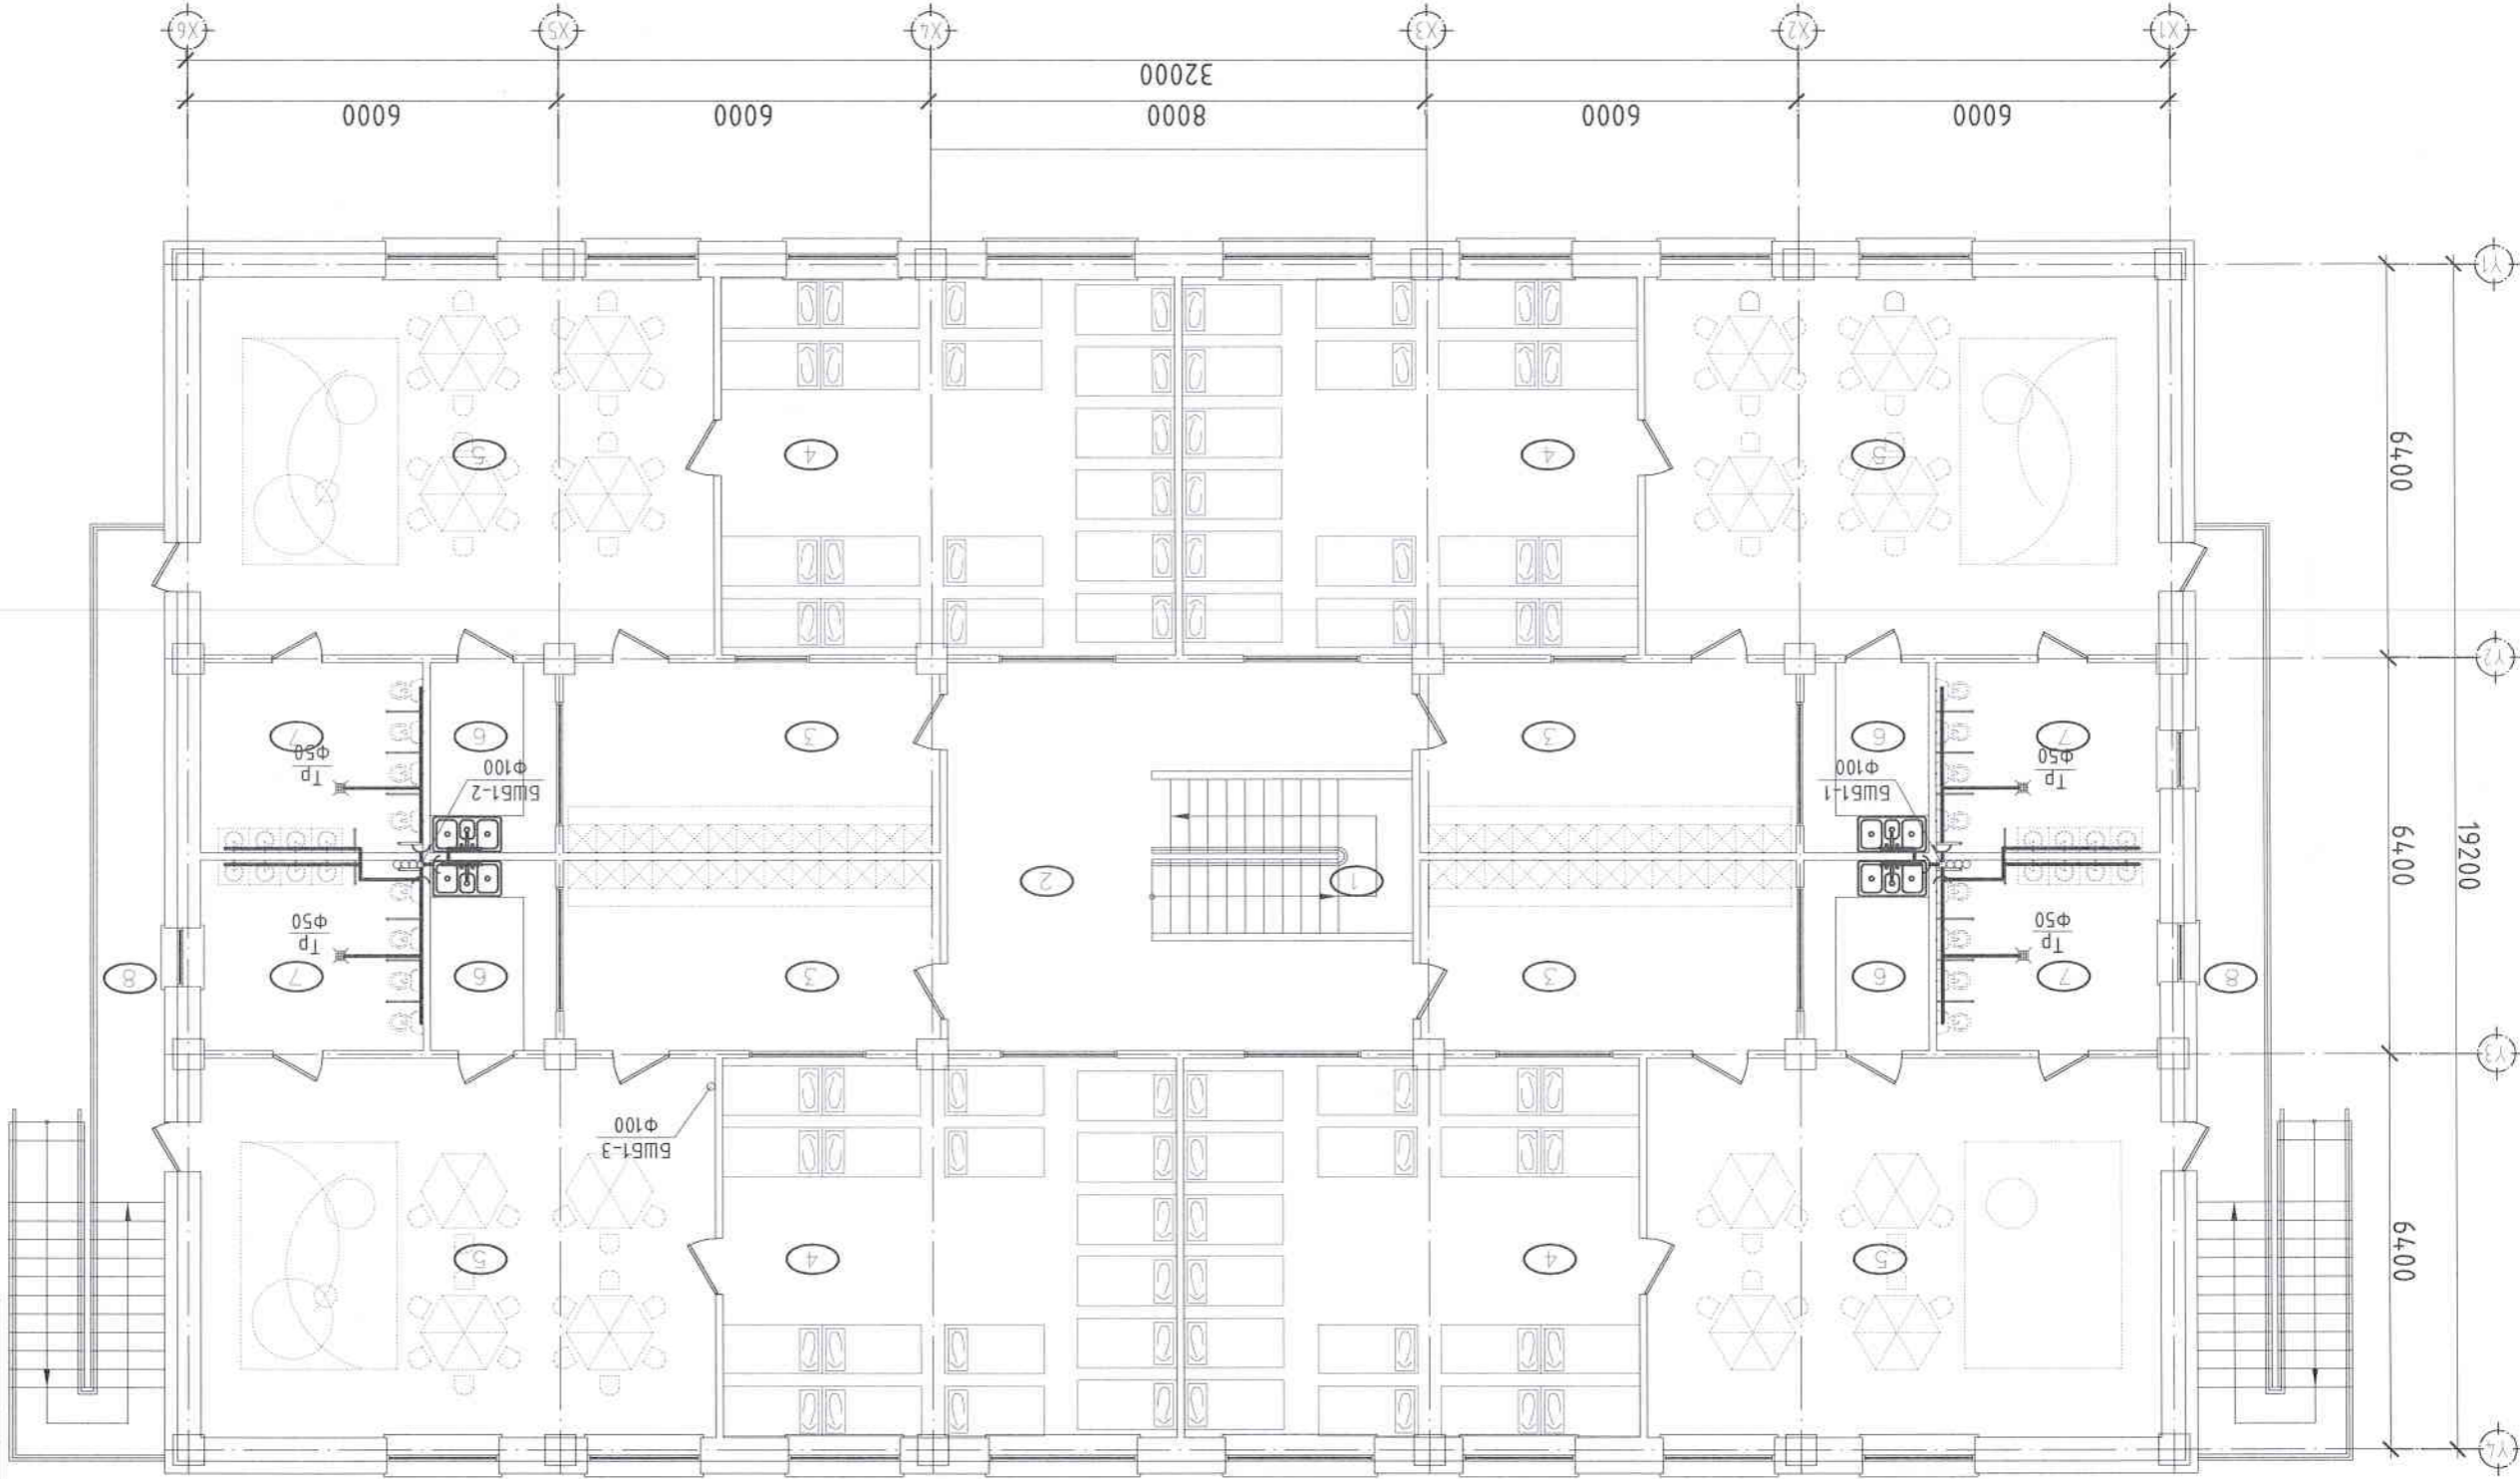 Y4
6400
5 4 4 5
БШБ1-3
Ф100
Y3
8 7 6 3 3 6 7 8
Тр Тр
Ф50 Ф50
1 2
19200 6400
БШБ1-1 БШБ1-2
Ф100 Ф100
Тр Тр
Ф50 Ф50
7 6 3 3 6 7
Y2
6400
5 4 4 5
Y1
6000 6000 8000 6000 6000
32000
X1 X2 X3 X4 X5 X6